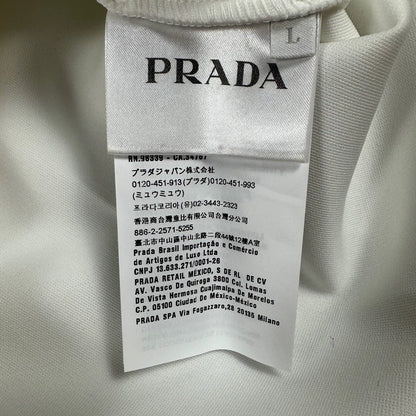 L
PRADA
RN.98339 - CA.34767
プラダジャパン株式会社
0120-451-913 (プラダ)0120-451-993
(ミュウミュウ)
프라다코리아 (유) 02-3443-2323
香港商台灣普比有限公司台灣分公司
886-2-2571-5255
臺北市中山區中山北路二段44號12樓A室
Prada Brasil Importação e Comércio
de Artigos de Luxo Ltda
CNPJ 13.633.271/0001-26
PRADA RETAIL MÉXICO, S DE RL DE CV
AV. Vasco De Quiroga 3800 Col. Lomas
De Vista Hermosa Cuajimalpa De Morelos
C.P. 05100 Ciudad De México-México
PRADA SPA Via Fogazzaro,28 20135 Milano